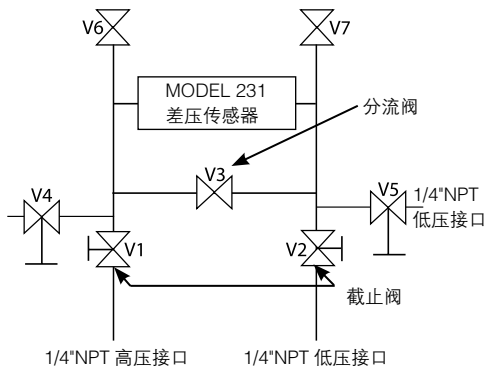 V6
V7
MODEL 231
差压传感器
分流阀
V3
V4
V5
1/4"NPT
低压接口
V1
V2
截止阀
1/4"NPT 高压接口
1/4"NPT 低压接口